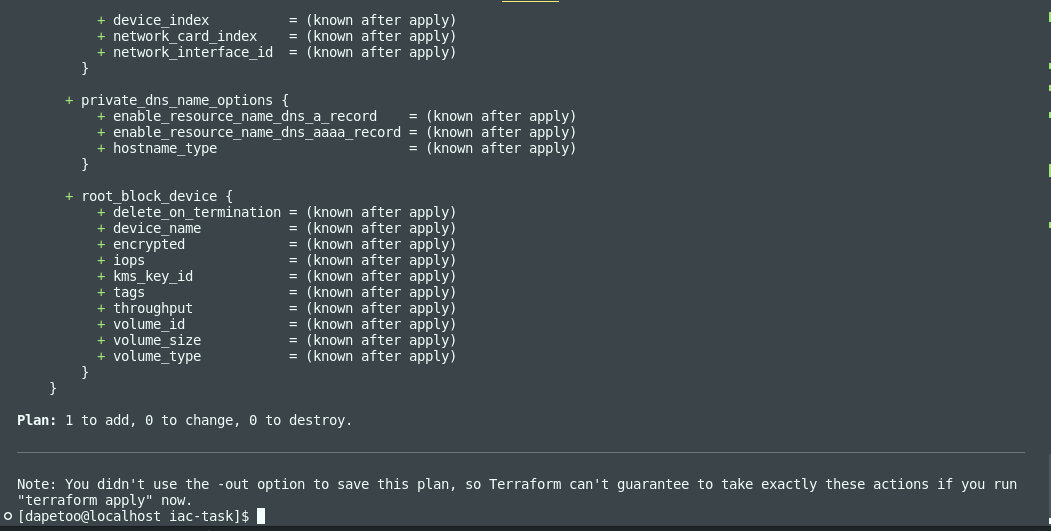 + device_index          = (known after apply)
+ network_card_index    = (known after apply)
+ network_interface_id  = (known after apply)
}
+ private_dns_name_options {
+ enable_resource_name_dns_a_record    = (known after apply)
+ enable_resource_name_dns_aaaa_record = (known after apply)
+ hostname_type                        = (known after apply)
}
+ root_block_device {
+ delete_on_termination = (known after apply)
+ device_name           = (known after apply)
+ encrypted             = (known after apply)
+ iops                  = (known after apply)
+ kms_key_id            = (known after apply)
+ tags                  = (known after apply)
+ throughput            = (known after apply)
+ volume_id             = (known after apply)
+ volume_size           = (known after apply)
+ volume_type           = (known after apply)
}
}
Plan: 1 to add, 0 to change, 0 to destroy.
Note: You didn't use the -out option to save this plan, so Terraform can't guarantee to take exactly these actions if you run
"terraform apply" now.
[dapetoo@localhost iac-task]$